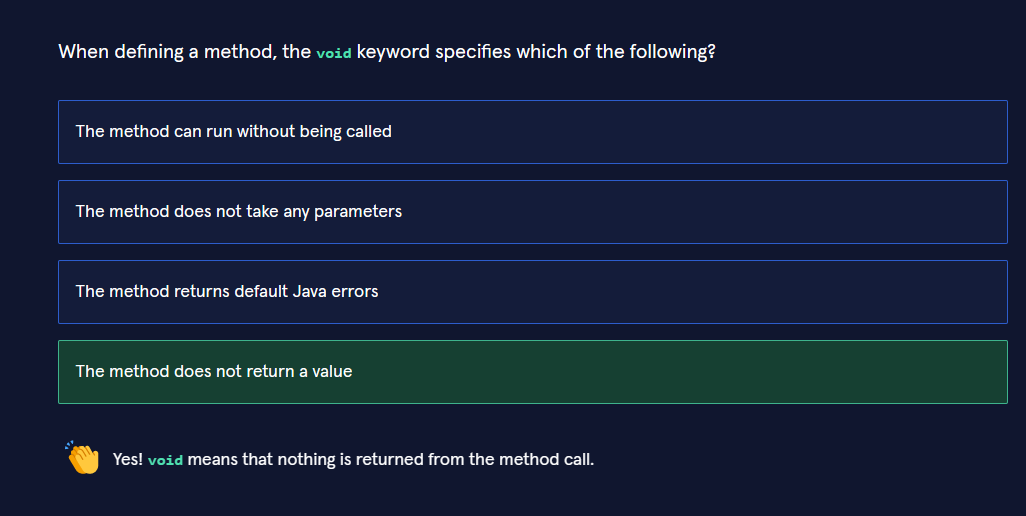 When defining a method, the void keyword specifies which of the following?
The method can run without being called
The method does not take any parameters
The method returns default Java errors
The method does not return a value
Yes! void means that nothing is returned from the method call.